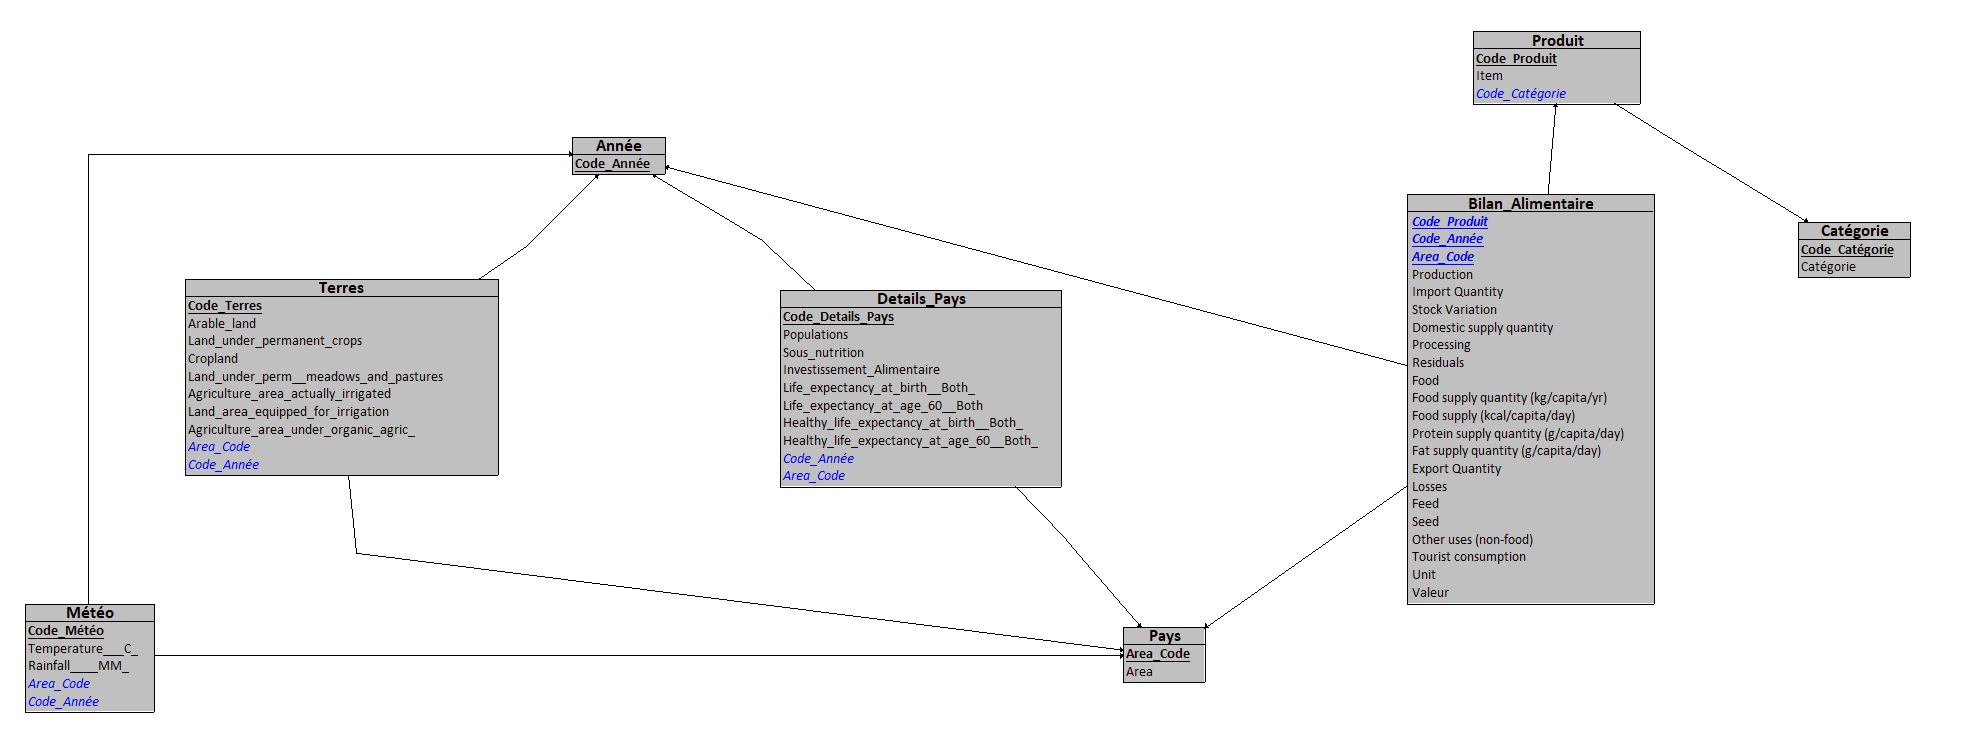 Produit
Code_Produit
Item
Code_Catégorie
Année
Code_Année
Bilan_Alimentaire
Code_Produit
Code_Année
Area_Code
Production
Import Quantity
Stock Variation
Domestic supply quantity
Processing
Residuals
Food
Food supply quantity (kg/capita/yr)
Food supply (kcal/capita/day)
Protein supply quantity (g/capita/day)
Fat supply quantity (g/capita/day)
Export Quantity
Losses
Feed
Seed
Other uses (non-food)
Tourist consumption
Unit
Valeur
Catégorie
Code_Catégorie
Catégorie
Terres
Code_Terres
Arable_land
Land_under_permanent_crops
Cropland
Land_under_perm__meadows_and_pastures
Agriculture_area_actually_irrigated
Land_area_equipped_for_irrigation
Agriculture_area_under_organic_agric_
Area_Code
Code_Année
Details_Pays
Code_Details_Pays
Populations
Sous_nutrition
Investissement_Alimentaire
Life_expectancy_at_birth__Both_
Life_expectancy_at_age_60__Both
Healthy_life_expectancy_at_birth__Both_
Healthy_life_expectancy_at_age_60__Both_
Code_Année
Area_Code
Météo
Code_Météo
Temperature___C_
Rainfall____MM_
Area_Code
Code_Année
Pays
Area_Code
Area